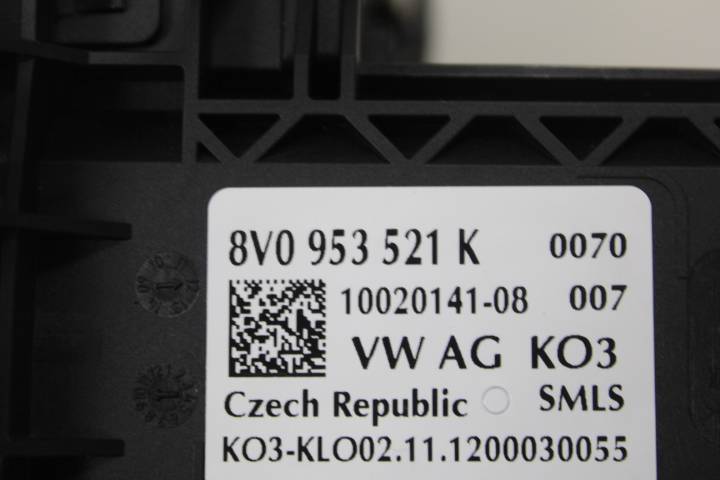 8V0 953 521 K 0070
10020141-08 007
VW AG KO3
Czech Republic SMLS
KO3-KLO02.11.1200030055